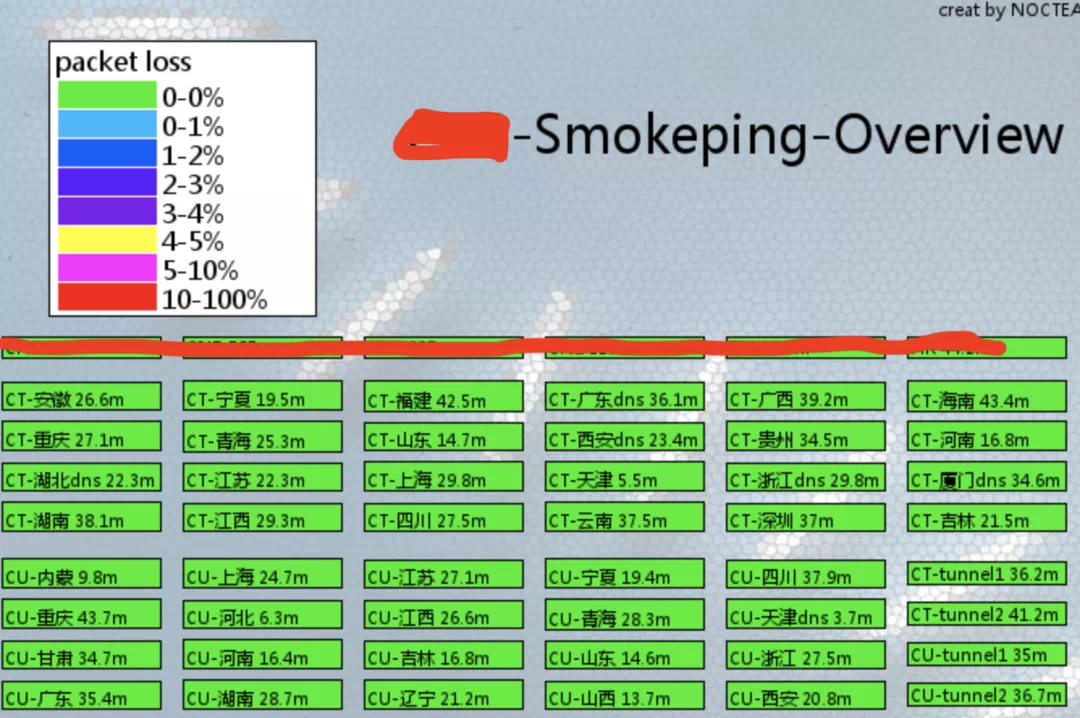 creat by NOCTEA
packet loss
0-0%
0-1%
1-2%
2-3%
3-4%
4-5%
5-10%
10-100%
-Smokeping-Overview
CT-安徽 26.6m CT-宁夏 19.5m CT-福建 42.5m CT-广东dns 36.1m CT-广西 39.2m CT-海南 43.4m
CT-重庆 27.1m CT-青海 25.3m CT-山东 14.7m CT-西安dns 23.4m CT-贵州 34.5m CT-河南 16.8m
CT-湖北dns 22.3m CT-江苏 22.3m CT-上海 29.8m CT-天津 5.5m CT-浙江dns 29.8m CT-厦门dns 34.6m
CT-湖南 38.1m CT-江西 29.3m CT-四川 27.5m CT-云南 37.5m CT-深圳 37m CT-吉林 21.5m
CU-内蒙 9.8m CU-上海 24.7m CU-江苏 27.1m CU-宁夏 19.4m CU-四川 37.9m CT-tunnel1 36.2m
CU-重庆 43.7m CU-河北 6.3m CU-江西 26.6m CU-青海 28.3m CU-天津dns 3.7m CT-tunnel2 41.2m
CU-甘肃 34.7m CU-河南 16.4m CU-吉林 16.8m CU-山东 14.6m CU-浙江 27.5m CU-tunnel1 35m
CU-广东 35.4m CU-湖南 28.7m CU-辽宁 21.2m CU-山西 13.7m CU-西安 20.8m CU-tunnel2 36.7m